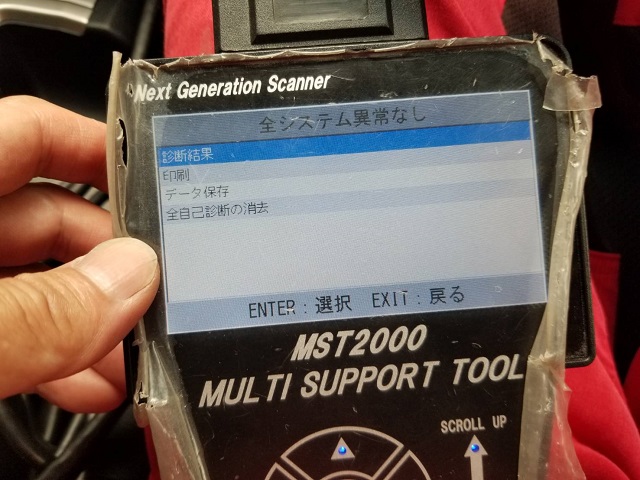 Next Generation Scanner
全システム異常なし
診断結果
印刷
データ保存
全自己診断の消去
ENTER：選択 EXIT：戻る
MST2000
MULTI SUPPORT TOOL
SCROLL UP